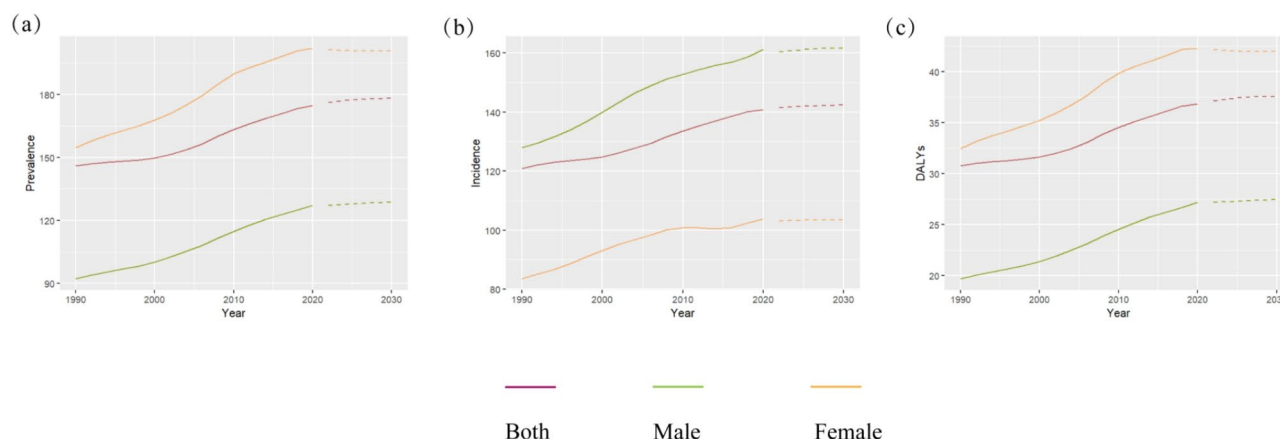 (a)
Prevalence
180
150
120
90
1990 2000 2010 2020 2030
Year
(b)
Incidence
160
140
120
100
80
1990 2000 2010 2020 2030
Year
(c)
DALYs
40
35
30
25
20
1990 2000 2010 2020 203
Year
Both Male Female